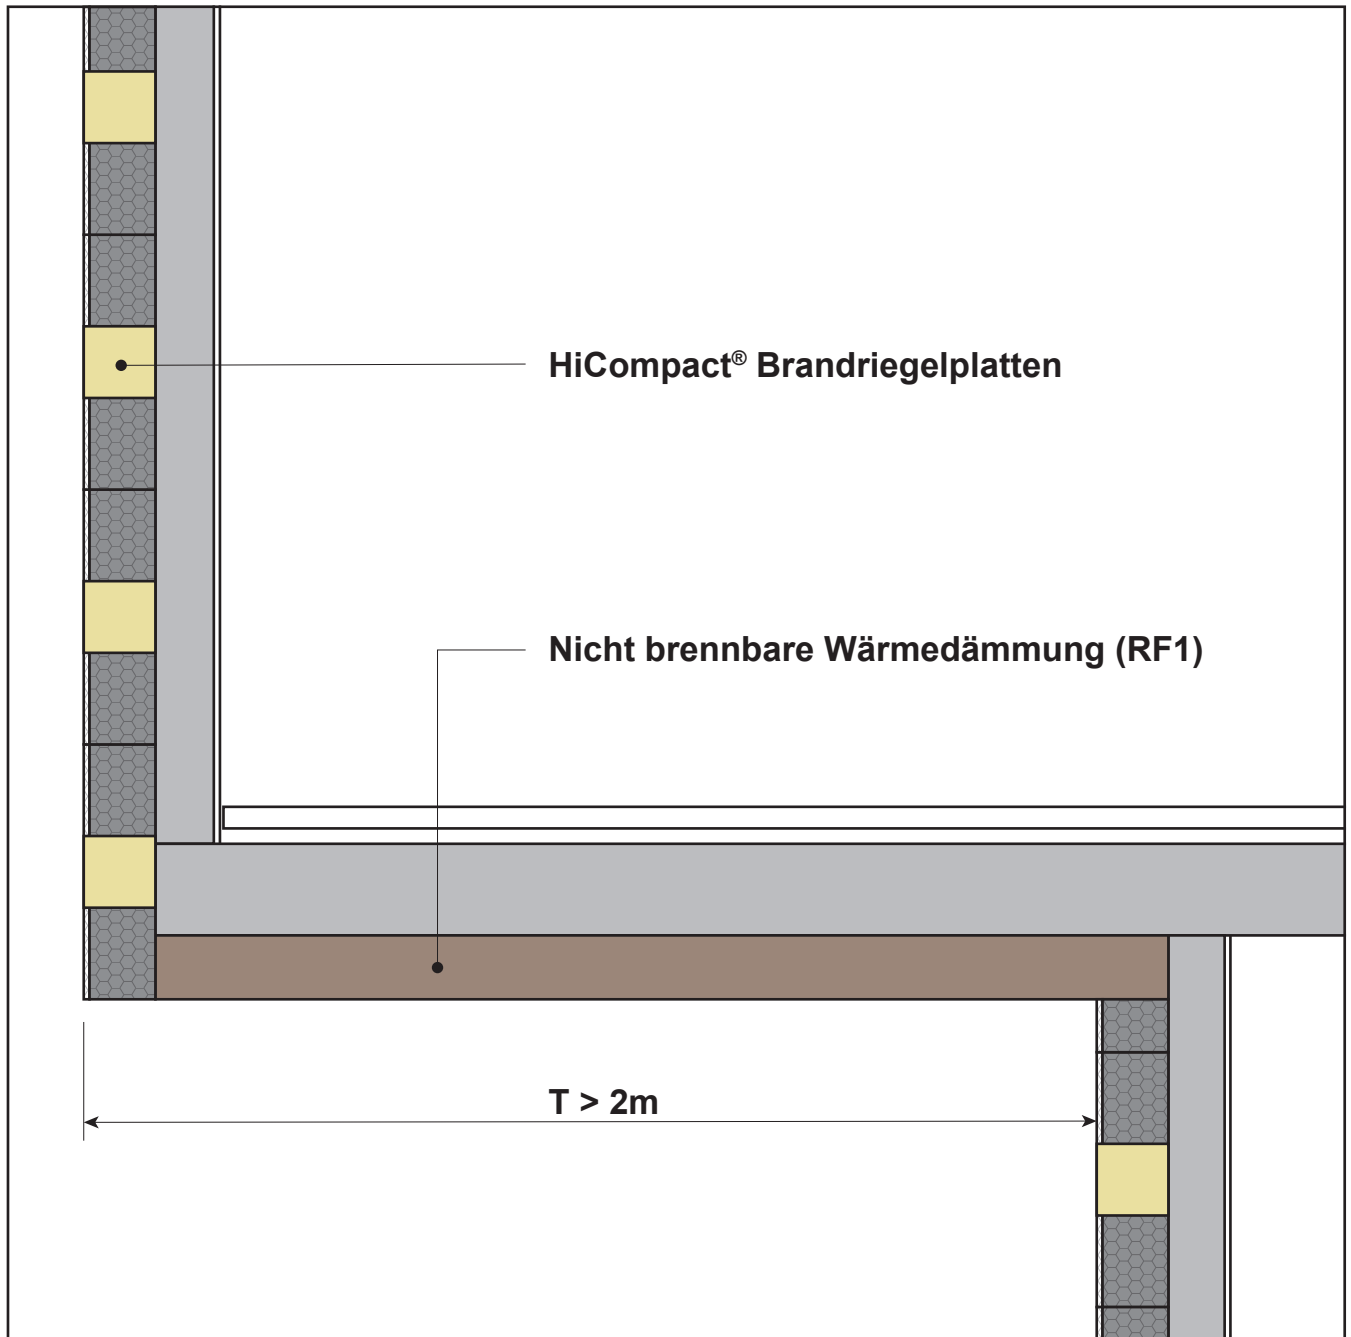 HiCompact® Brandriegelplatten
Nicht brennbare Wärmedämmung (RF1)
T > 2m